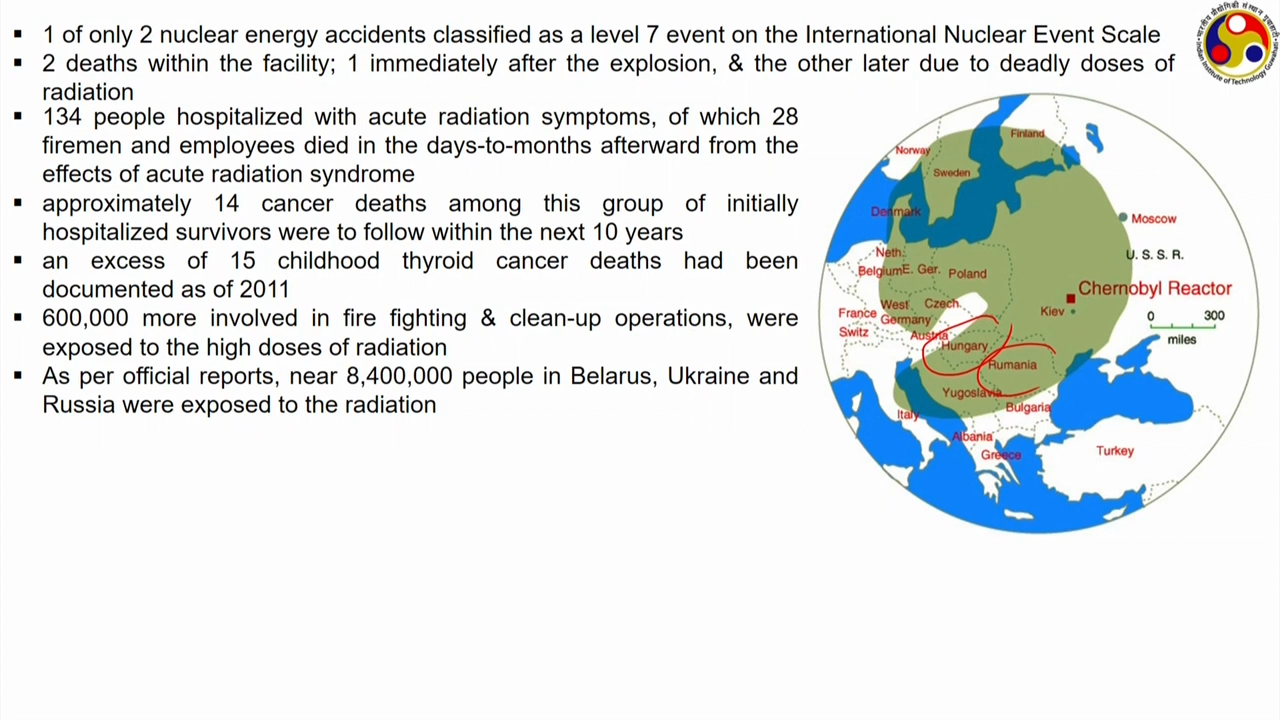 ▪ 1 of only 2 nuclear energy accidents classified as a level 7 event on the International Nuclear Event Scale
▪ 2 deaths within the facility; 1 immediately after the explosion, & the other later due to deadly doses of
radiation
▪ 134 people hospitalized with acute radiation symptoms, of which 28
firemen and employees died in the days-to-months afterward from the
effects of acute radiation syndrome
▪ approximately 14 cancer deaths among this group of initially
hospitalized survivors were to follow within the next 10 years
▪ an excess of 15 childhood thyroid cancer deaths had been
documented as of 2011
▪ 600,000 more involved in fire fighting & clean-up operations, were
exposed to the high doses of radiation
▪ As per official reports, near 8,400,000 people in Belarus, Ukraine and
Russia were exposed to the radiation
Finland
Norway
Sweden
Denmark
Moscow
Neth.
U. S. S. R.
Belgium
E. Ger.
Poland
Chernobyl Reactor
West
Germany
Czech.
Kiev
France
0 300
miles
Switz
Austria
Hungary
Rumania
Yugoslavia
Italy
Bulgaria
Albania
Greece
Turkey
Indian Institute of Technology Guwahati